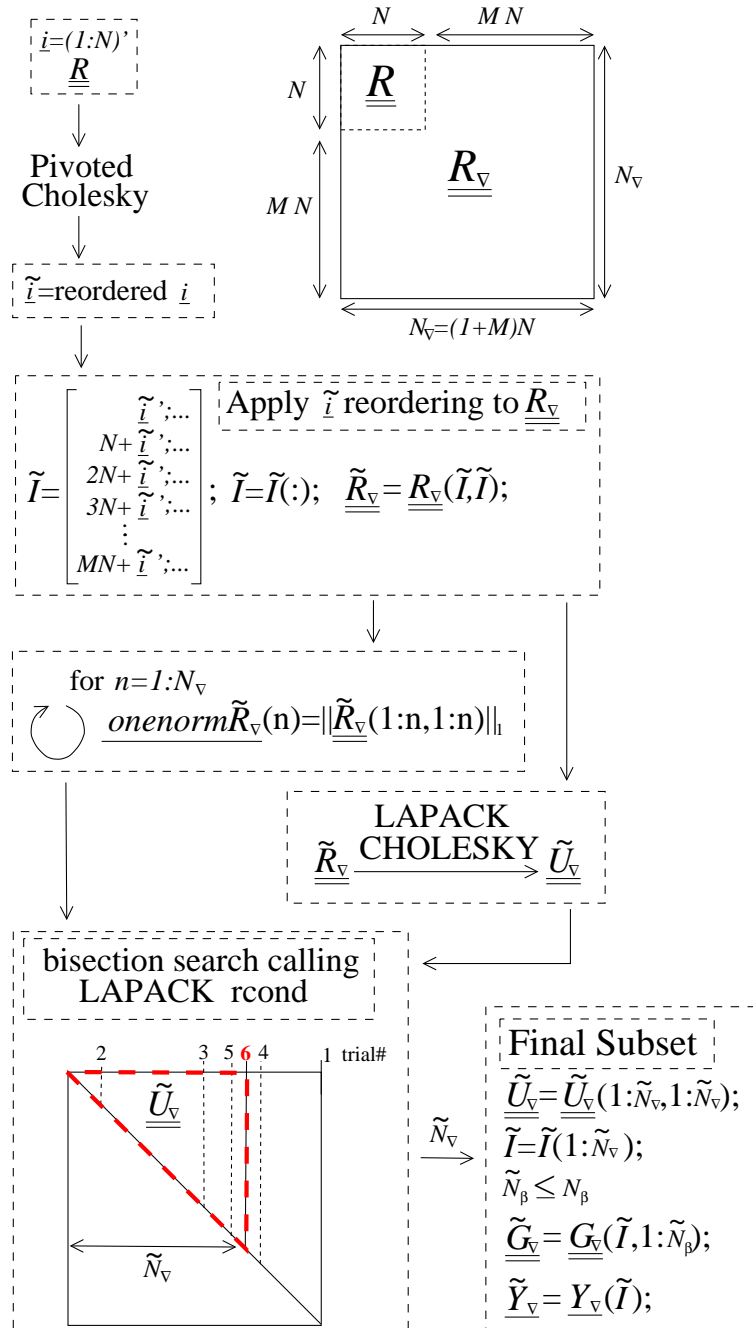 i=(1:N)'
R
Pivoted
Cholesky
ĩ=reordered i
N
M N
N
R
M N
R∇
N∇
N∇=(1+M)N
Apply ĩ reordering to R∇
Ĩ=
ĩ ';...
N+ ĩ ';...
2N+ ĩ ';...
3N+ ĩ ';...
⋮
MN+ ĩ ';...
; Ĩ=Ĩ(:); R̃∇=R∇(Ĩ,Ĩ);
for n=1:N∇
onenormR̃∇(n)=||R̃∇(1:n,1:n)||₁
LAPACK
CHOLESKY
R̃∇
Ũ∇
bisection search calling
LAPACK rcond
2 3 5 6 4 1 trial#
Ũ∇
Ñ∇
Ñ∇
Final Subset
Ũ∇=Ũ∇(1:Ñ∇,1:Ñ∇);
Ĩ=Ĩ(1:Ñ∇);
Ñβ ≤ Nβ
G̃∇=G∇(Ĩ,1:Ñβ);
Ỹ∇=Y∇(Ĩ);